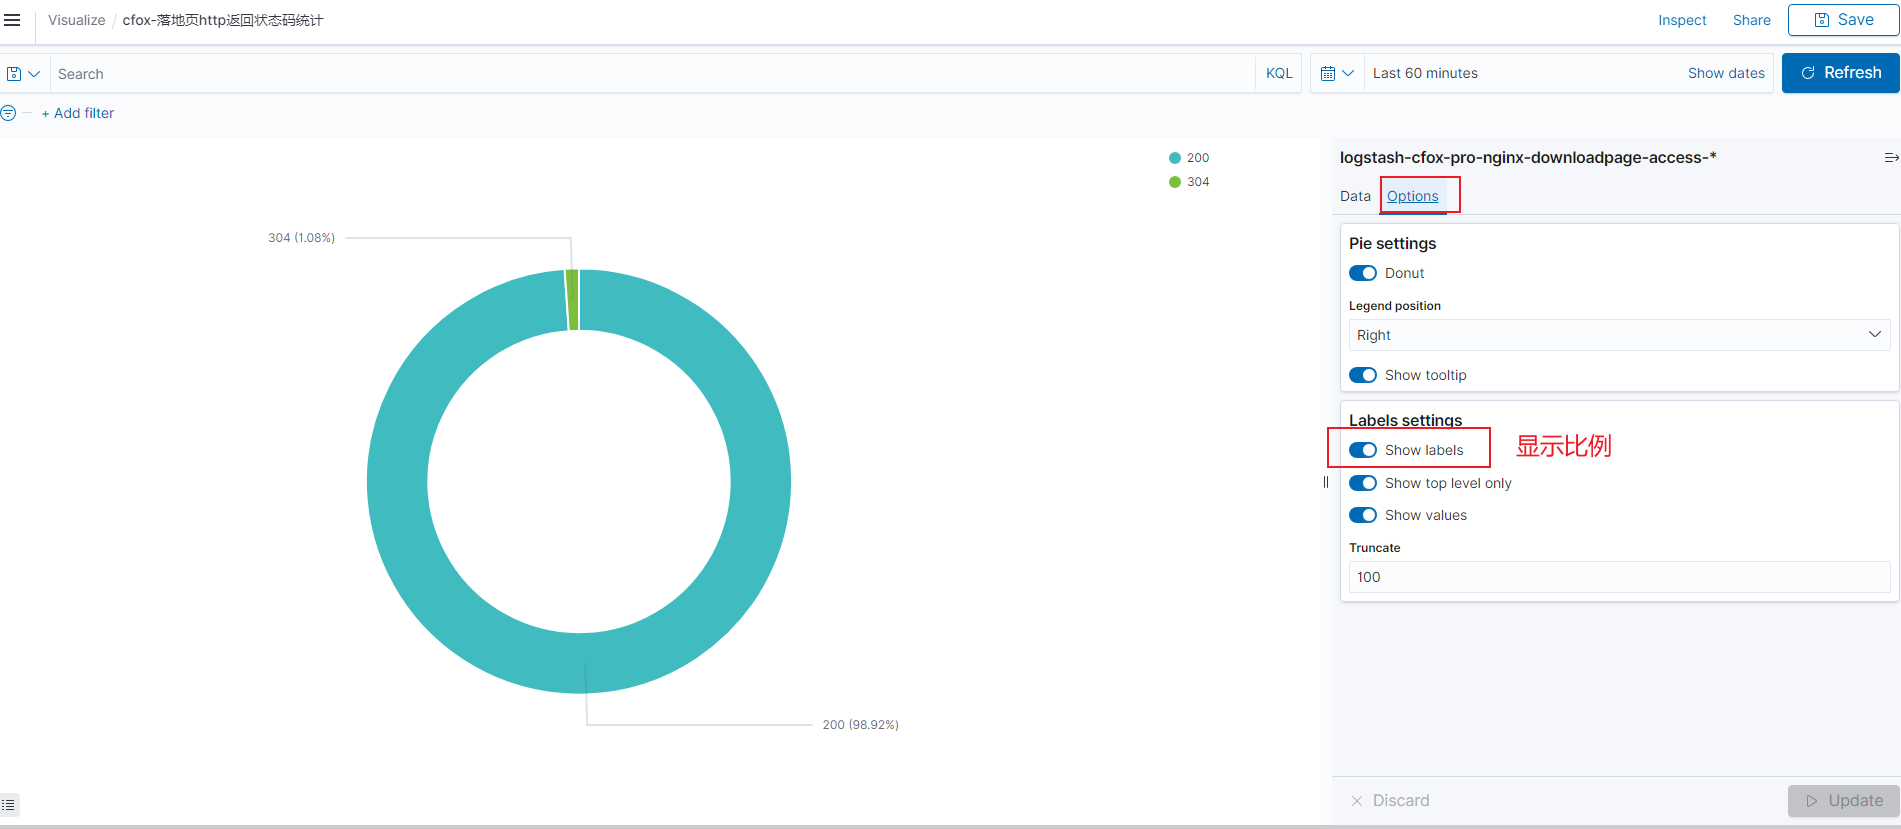 Visualize / cfox-落地页http返回状态码统计
Inspect
Share
Save
Search
KQL
Last 60 minutes
Show dates
Refresh
+ Add filter
200
304
304 (1.08%)
200 (98.92%)
logstash-cfox-pro-nginx-downloadpage-access-*
Data
Options
Pie settings
Donut
Legend position
Right
Show tooltip
Labels settings
Show labels
显示比例
Show top level only
Show values
Truncate
100
Discard
Update